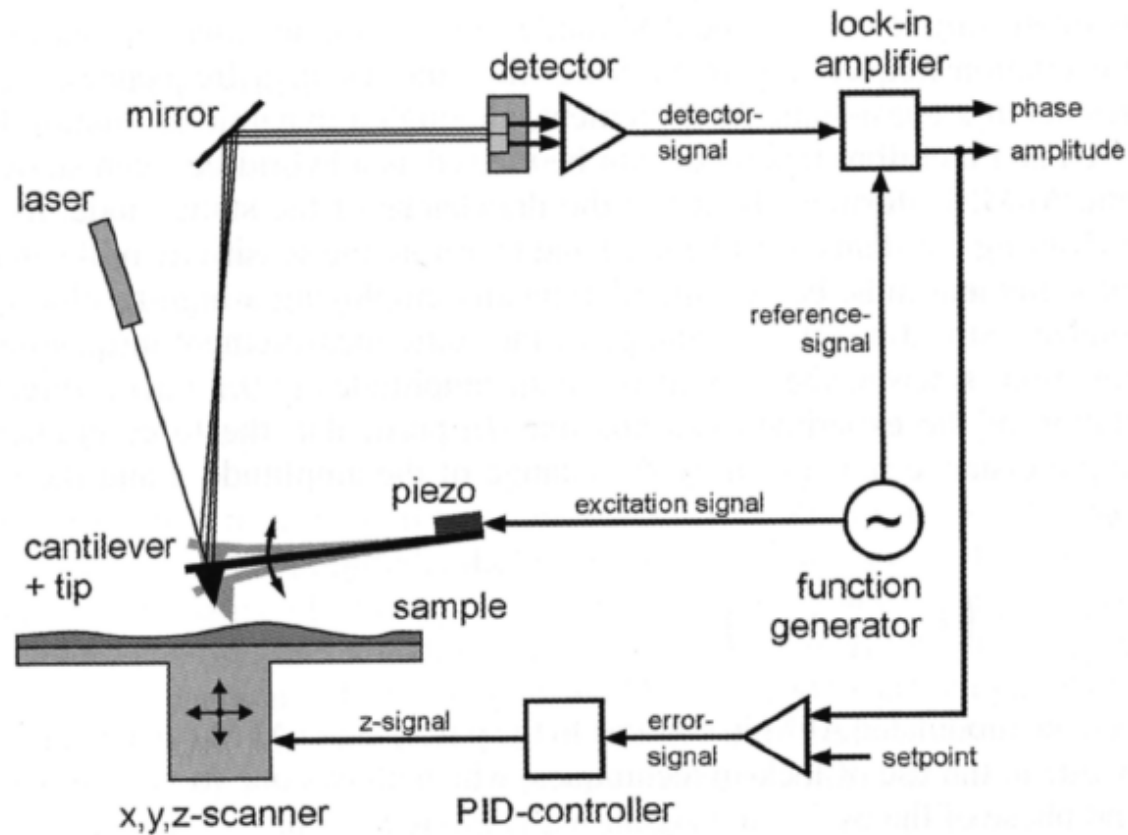 lock-in
amplifier
detector
mirror
phase
detector-
signal
amplitude
laser
reference-
signal
piezo
excitation signal
~
cantilever
+ tip
sample
function
generator
z-signal
error-
signal
setpoint
x,y,z-scanner
PID-controller